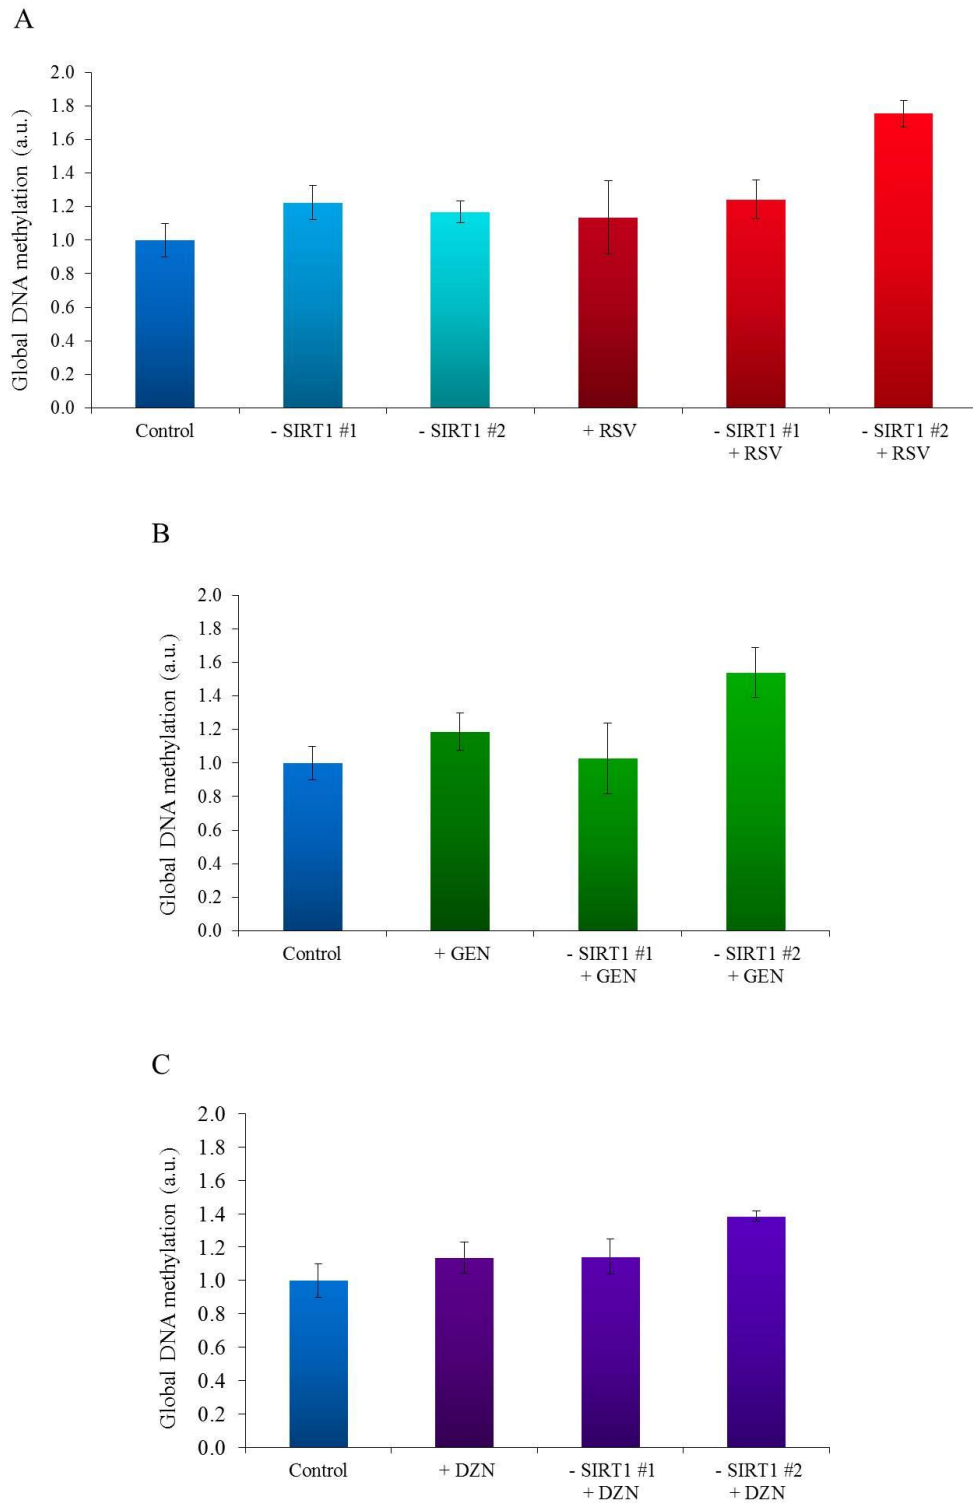 A
Global DNA methylation (a.u.)
2.0
1.8
1.6
1.4
1.2
1.0
0.8
0.6
0.4
0.2
0.0
Control
- SIRT1 #1
- SIRT1 #2
+ RSV
- SIRT1 #1
+ RSV
- SIRT1 #2
+ RSV
B
Global DNA methylation (a.u.)
2.0
1.8
1.6
1.4
1.2
1.0
0.8
0.6
0.4
0.2
0.0
Control
+ GEN
- SIRT1 #1
+ GEN
- SIRT1 #2
+ GEN
C
Global DNA methylation (a.u.)
2.0
1.8
1.6
1.4
1.2
1.0
0.8
0.6
0.4
0.2
0.0
Control
+ DZN
- SIRT1 #1
+ DZN
- SIRT1 #2
+ DZN